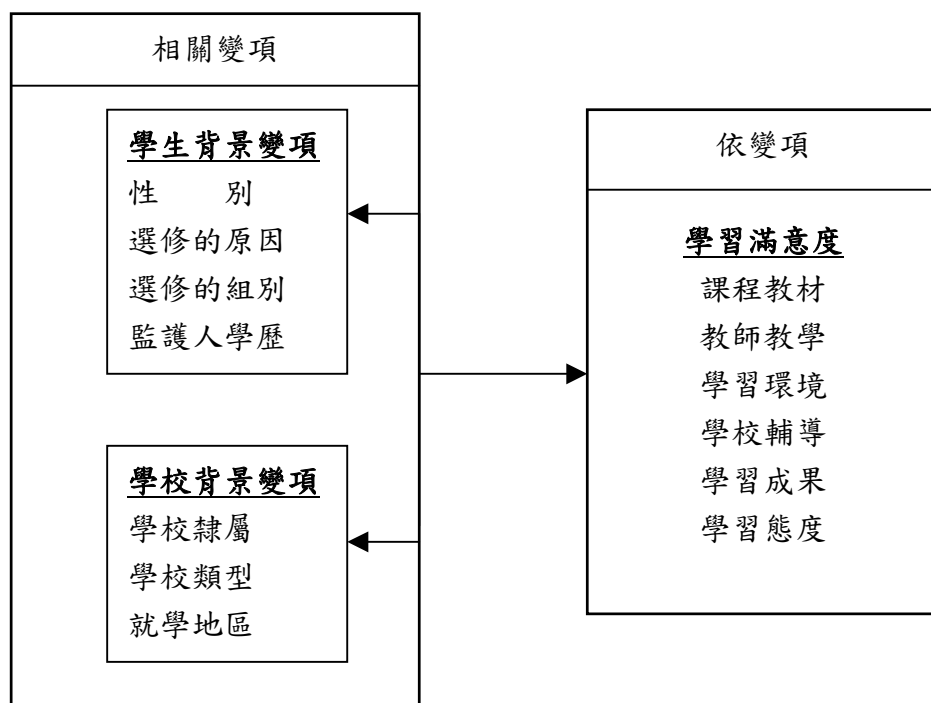 相關變項
學生背景變項
性　　別
選修的原因
選修的組別
監護人學歷
學校背景變項
學校隸屬
學校類型
就學地區
依變項
學習滿意度
課程教材
教師教學
學習環境
學校輔導
學習成果
學習態度